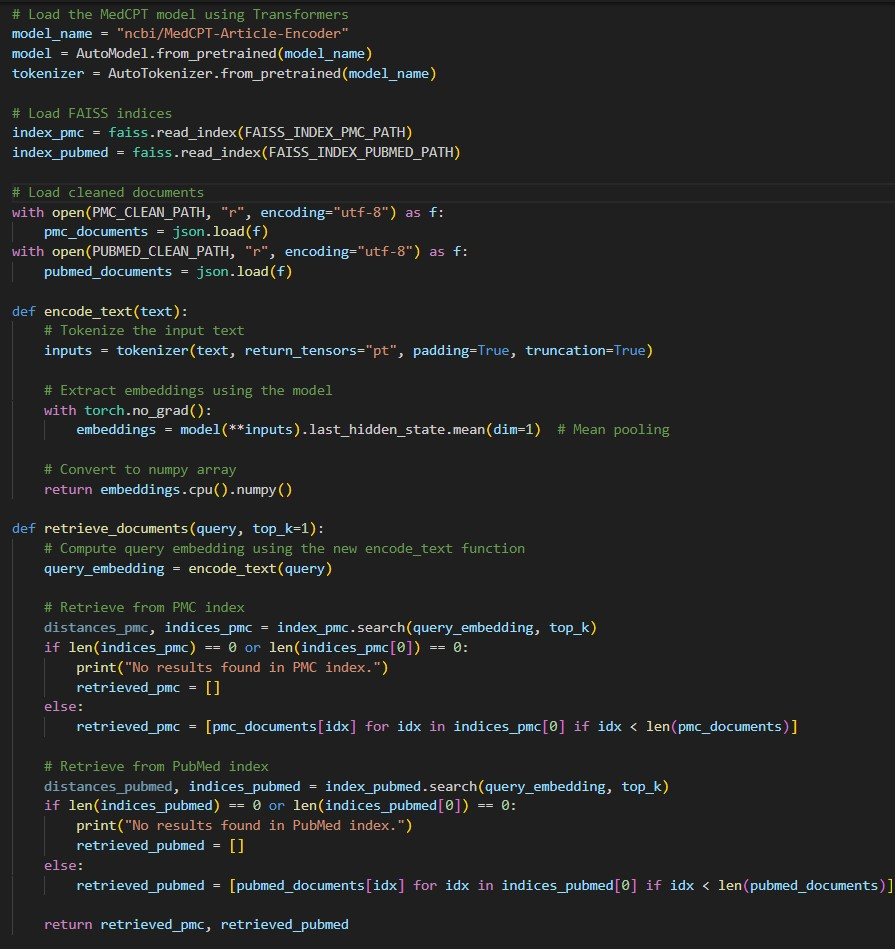 # Load the MedCPT model using Transformers
model_name = "ncbi/MedCPT-Article-Encoder"
model = AutoModel.from_pretrained(model_name)
tokenizer = AutoTokenizer.from_pretrained(model_name)

# Load FAISS indices
index_pmc = faiss.read_index(FAISS_INDEX_PMC_PATH)
index_pubmed = faiss.read_index(FAISS_INDEX_PUBMED_PATH)

# Load cleaned documents
with open(PMC_CLEAN_PATH, "r", encoding="utf-8") as f:
    pmc_documents = json.load(f)
with open(PUBMED_CLEAN_PATH, "r", encoding="utf-8") as f:
    pubmed_documents = json.load(f)

def encode_text(text):
    # Tokenize the input text
    inputs = tokenizer(text, return_tensors="pt", padding=True, truncation=True)

    # Extract embeddings using the model
    with torch.no_grad():
        embeddings = model(**inputs).last_hidden_state.mean(dim=1)  # Mean pooling

    # Convert to numpy array
    return embeddings.cpu().numpy()

def retrieve_documents(query, top_k=1):
    # Compute query embedding using the new encode_text function
    query_embedding = encode_text(query)

    # Retrieve from PMC index
    distances_pmc, indices_pmc = index_pmc.search(query_embedding, top_k)
    if len(indices_pmc) == 0 or len(indices_pmc[0]) == 0:
        print("No results found in PMC index.")
        retrieved_pmc = []
    else:
        retrieved_pmc = [pmc_documents[idx] for idx in indices_pmc[0] if idx < len(pmc_documents)]

    # Retrieve from PubMed index
    distances_pubmed, indices_pubmed = index_pubmed.search(query_embedding, top_k)
    if len(indices_pubmed) == 0 or len(indices_pubmed[0]) == 0:
        print("No results found in PubMed index.")
        retrieved_pubmed = []
    else:
        retrieved_pubmed = [pubmed_documents[idx] for idx in indices_pubmed[0] if idx < len(pubmed_documents)]

    return retrieved_pmc, retrieved_pubmed